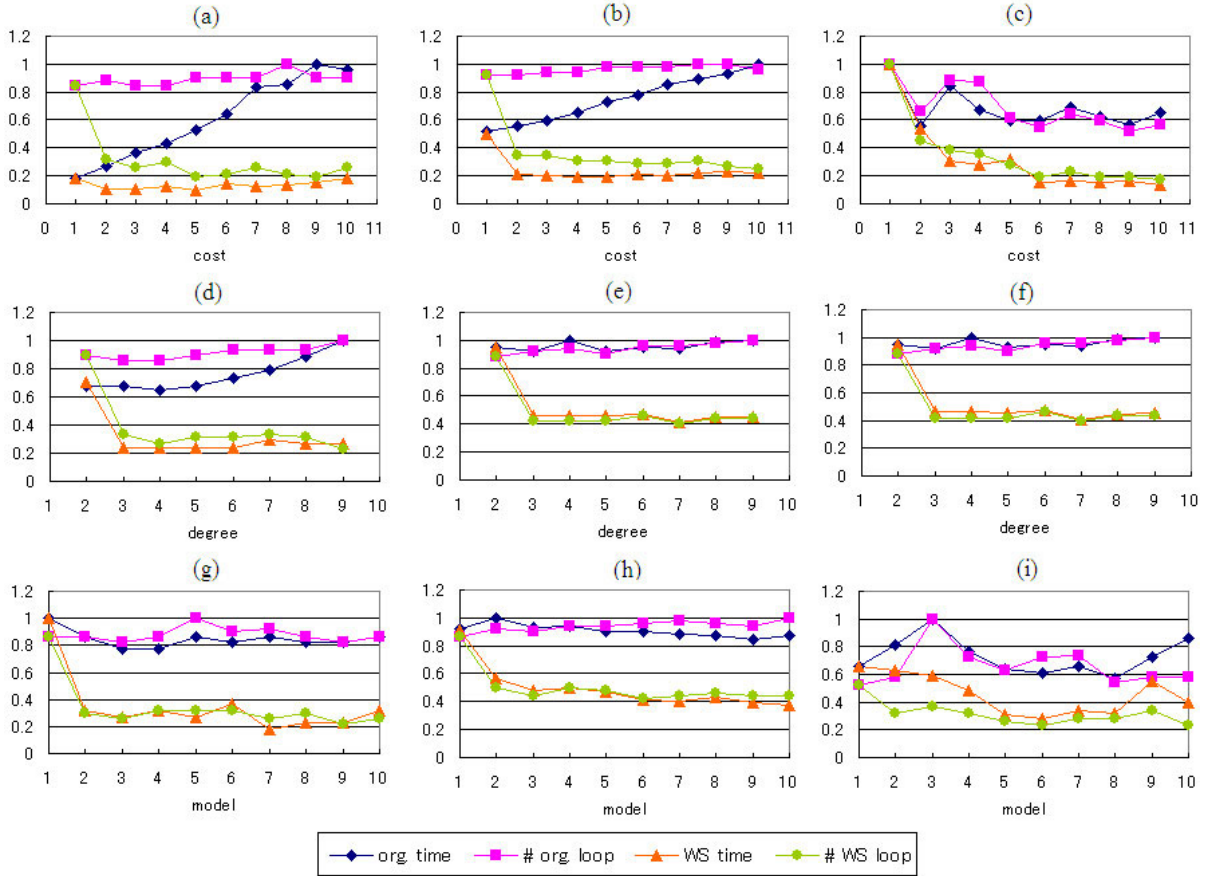 (a) (b) (c)
1.2 1.2 1.2
1 1 1
0.8 0.8 0.8
0.6 0.6 0.6
0.4 0.4 0.4
0.2 0.2 0.2
0 0 0
0 1 2 3 4 5 6 7 8 9 10 11 0 1 2 3 4 5 6 7 8 9 10 11 0 1 2 3 4 5 6 7 8 9 10 11
cost cost cost
(d) (e) (f)
1.2 1.2 1.2
1 1 1
0.8 0.8 0.8
0.6 0.6 0.6
0.4 0.4 0.4
0.2 0.2 0.2
0 0 0
1 2 3 4 5 6 7 8 9 10 1 2 3 4 5 6 7 8 9 10 1 2 3 4 5 6 7 8 9 10
degree degree degree
(g) (h) (i)
1.2 1.2 1.2
1 1 1
0.8 0.8 0.8
0.6 0.6 0.6
0.4 0.4 0.4
0.2 0.2 0.2
0 0 0
1 2 3 4 5 6 7 8 9 10 1 2 3 4 5 6 7 8 9 10 1 2 3 4 5 6 7 8 9 10
model model model
org. time # org. loop WS time # WS loop